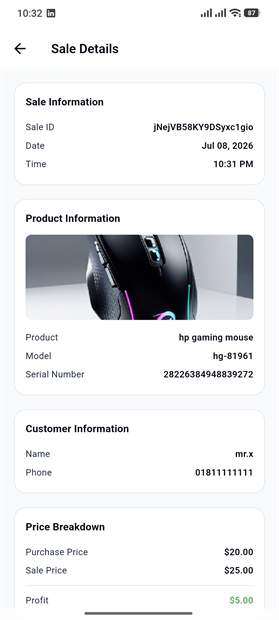 10:32
87
Sale Details
Sale Information
Sale ID jNejVB58KY9DSyxc1gio
Date Jul 08, 2026
Time 10:31 PM
Product Information
Product hp gaming mouse
Model hg-81961
Serial Number 28226384948839272
Customer Information
Name mr.x
Phone 01811111111
Price Breakdown
Purchase Price $20.00
Sale Price $25.00
Profit $5.00